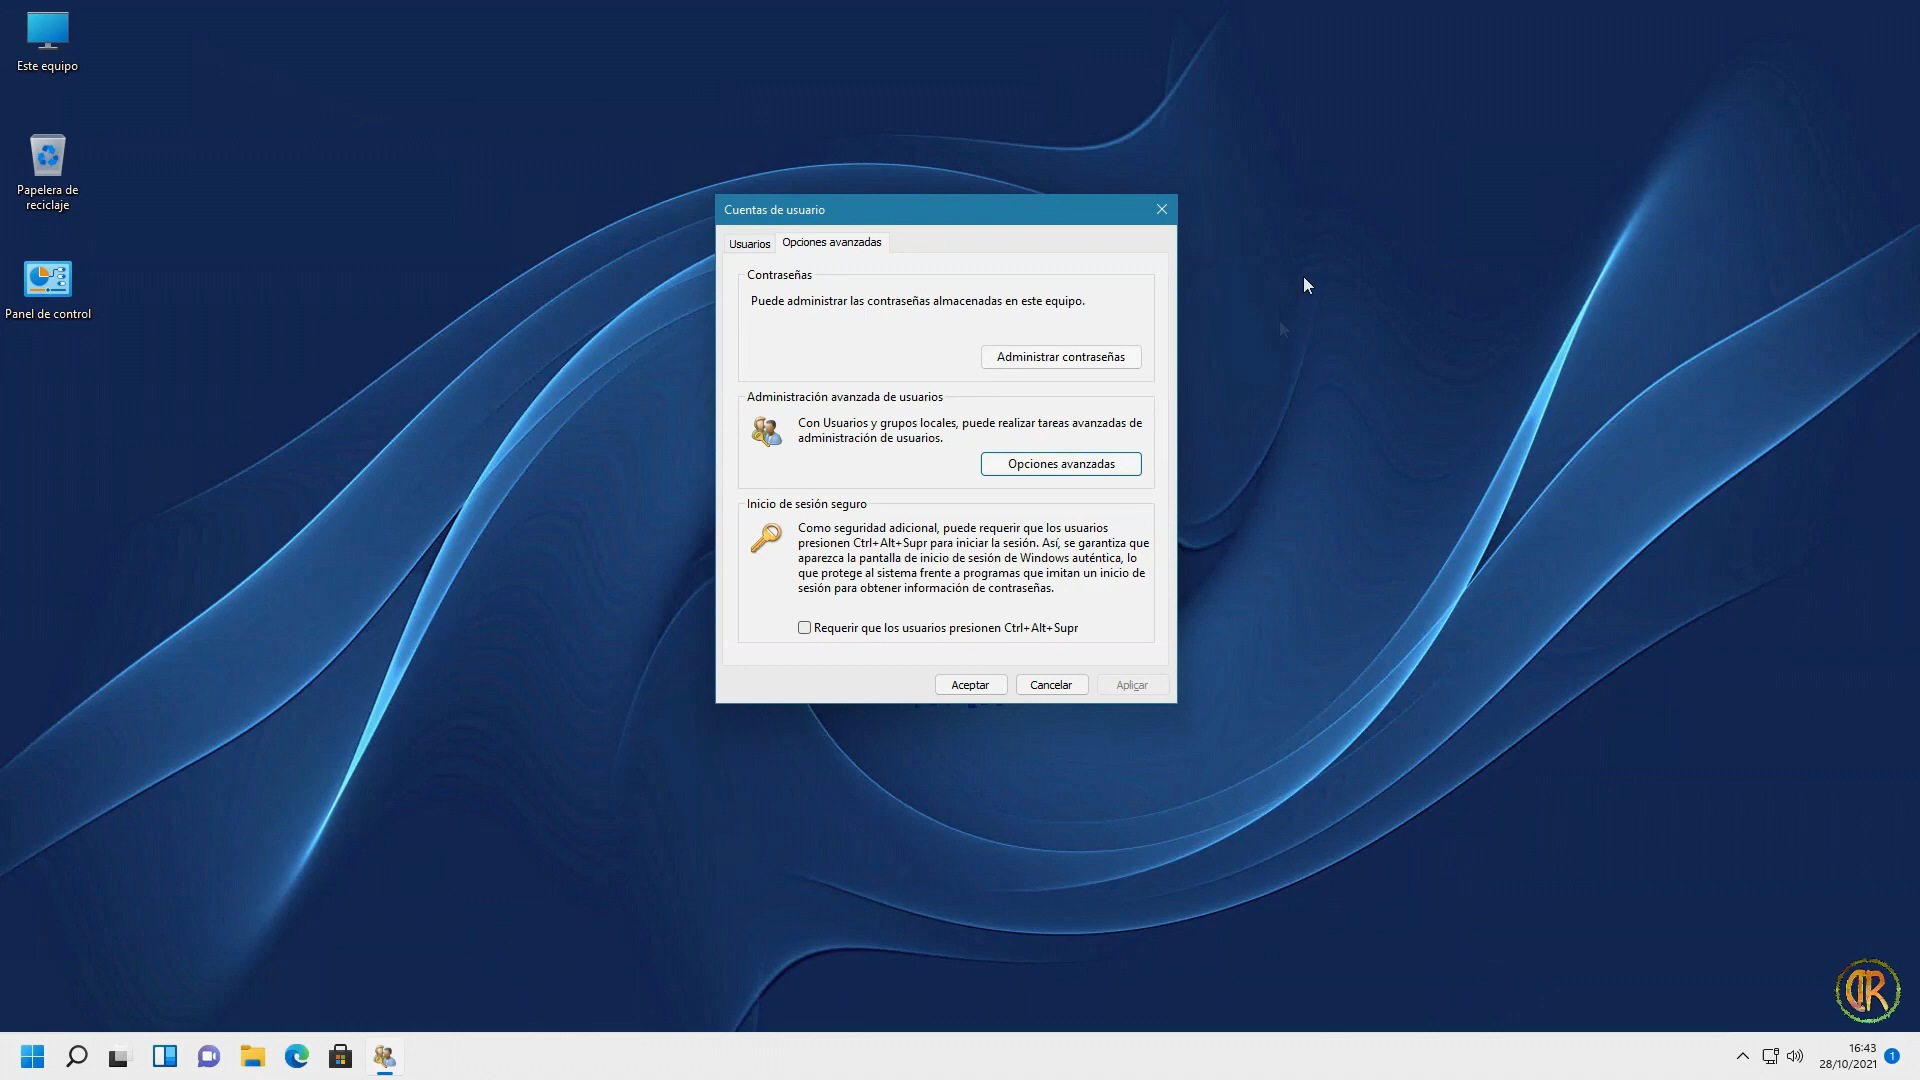 Este equipo
Papelera de
reciclaje
Panel de control
Cuentas de usuario
Usuarios
Opciones avanzadas
Contraseñas
Puede administrar las contraseñas almacenadas en este equipo.
Administrar contraseñas
Administración avanzada de usuarios
Con Usuarios y grupos locales, puede realizar tareas avanzadas de
administración de usuarios.
Opciones avanzadas
Inicio de sesión seguro
Como seguridad adicional, puede requerir que los usuarios
presionen Ctrl+Alt+Supr para iniciar la sesión. Así, se garantiza que
aparezca la pantalla de inicio de sesión de Windows auténtica, lo
que protege al sistema frente a programas que imitan un inicio de
sesión para obtener información de contraseñas.
Requerir que los usuarios presionen Ctrl+Alt+Supr
Aceptar
Cancelar
Aplicar
16:43
28/10/2021
1